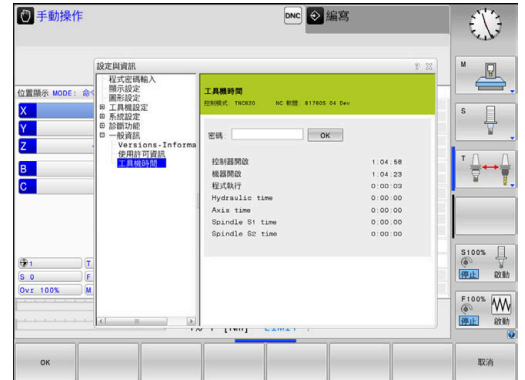 手動操作
DNC
編寫
設定與資訊
位置顯示 MODE:
X
Y
Z
B
C
程式密碼輸入
顯示設定
圖形設定
工具機設定
系統設定
診斷功能
一般資訊
Versions-Informa
使用許可資訊
工具機時間
工具機時間
控制模式 TNC620 NC 軟體 817605 04 Dev
密碼:
OK
控制器開啟 1:04:58
機器開啟 1:04:23
程式執行 0:00:03
Hydraulic time 0:00:00
Axis time 0:00:00
Spindle S1 time 0:00:00
Spindle S2 time 0:00:00
1 T
S 0 F
Ovr 100% M
M
S
T
S100%
停止 啟動
F100%
停止 啟動
OK
取消